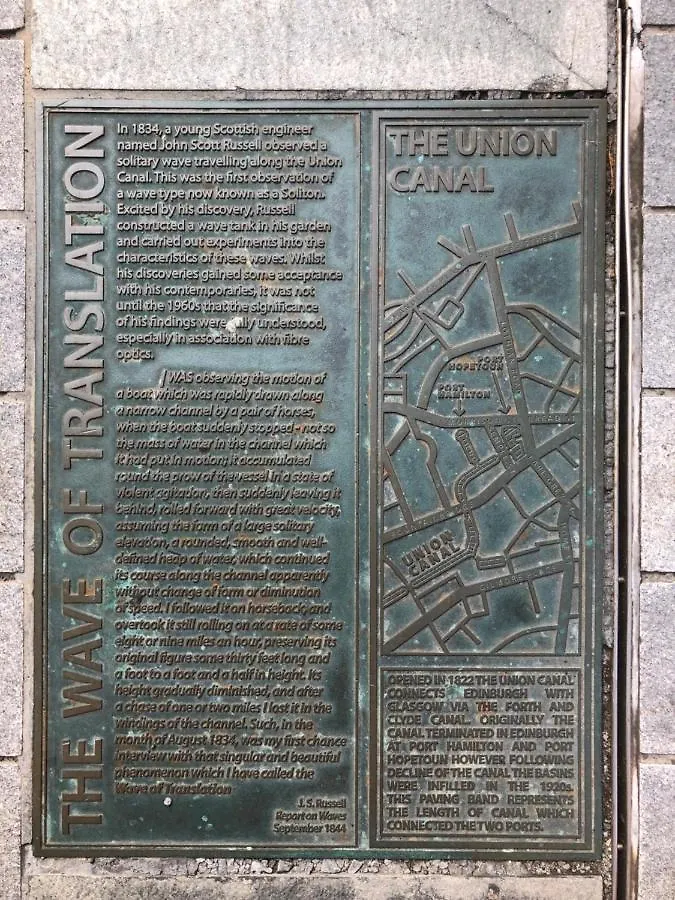 THE WAVE OF TRANSLATION
In 1834, a young Scottish engineer
named John Scott Russell observed a
solitary wave travelling along the Union
Canal. This was the first observation of
a wave type now known as a Soliton.
Excited by his discovery, Russell
constructed a wave tank in his garden
and carried out experiments into the
characteristics of these waves. Whilst
his discoveries gained some acceptance
with his contemporaries, it was not
until the 1960s that the significance
of his findings were fully understood,
especially in association with fibre
optics.
I WAS observing the motion of
a boat which was rapidly drawn along
a narrow channel by a pair of horses,
when the boat suddenly stopped - not so
the mass of water in the channel which
it had put in motion; it accumulated
round the prow of the vessel in a state of
violent agitation, then suddenly leaving it
behind, rolled forward with great velocity,
assuming the form of a large solitary
elevation, a rounded, smooth and well-
defined heap of water, which continued
its course along the channel apparently
without change of form or diminution
of speed. I followed it on horseback, and
overtook it still rolling on at a rate of some
eight or nine miles an hour, preserving its
original figure some thirty feet long and
a foot to a foot and a half in height. Its
height gradually diminished, and after
a chase of one or two miles I lost it in the
windings of the channel. Such, in the
month of August 1834, was my first chance
interview with that singular and beautiful
phenomenon which I have called the
Wave of Translation
J. S. Russell
Report on Waves
September 1844
THE UNION
CANAL
PORT
HOPETOUN
PORT
HAMILTON
UNION
CANAL
OPENED IN 1822 THE UNION CANAL
CONNECTS EDINBURGH WITH
GLASGOW VIA THE FORTH AND
CLYDE CANAL. ORIGINALLY THE
CANAL TERMINATED IN EDINBURGH
AT PORT HAMILTON AND PORT
HOPETOUN HOWEVER FOLLOWING
DECLINE OF THE CANAL THE BASINS
WERE INFILLED IN THE 1920s.
THIS PAVING BAND REPRESENTS
THE LENGTH OF CANAL WHICH
CONNECTED THE TWO PORTS.